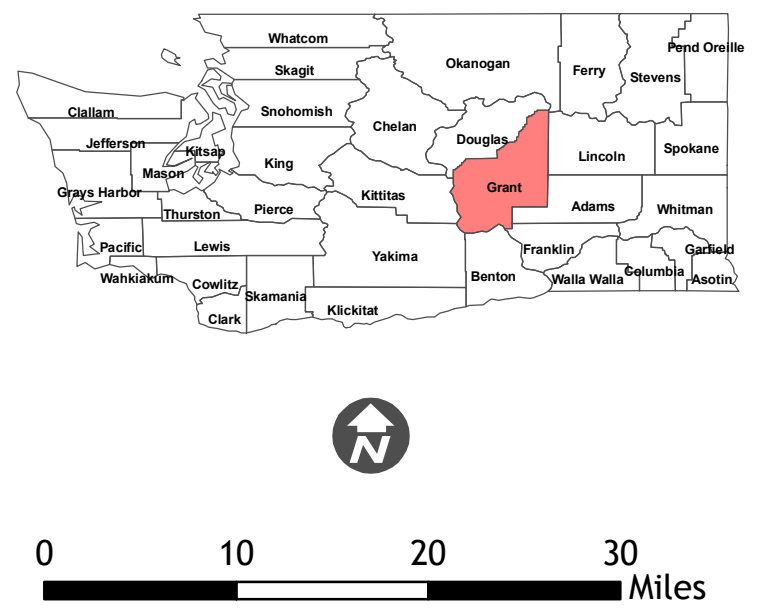 Whatcom
Pend Oreille
Okanogan
Skagit
Ferry
Stevens
Clallam
Snohomish
Chelan
Jefferson
Douglas
Kitsap
Spokane
King
Lincoln
Mason
Grays Harbor
Grant
Kittitas
Thurston
Pierce
Adams
Whitman
Pacific
Lewis
Franklin
Garfield
Yakima
Wahkiakum
Cowlitz
Benton
Walla Walla
Columbia
Asotin
Skamania
Klickitat
Clark
N
0 10 20 30
Miles